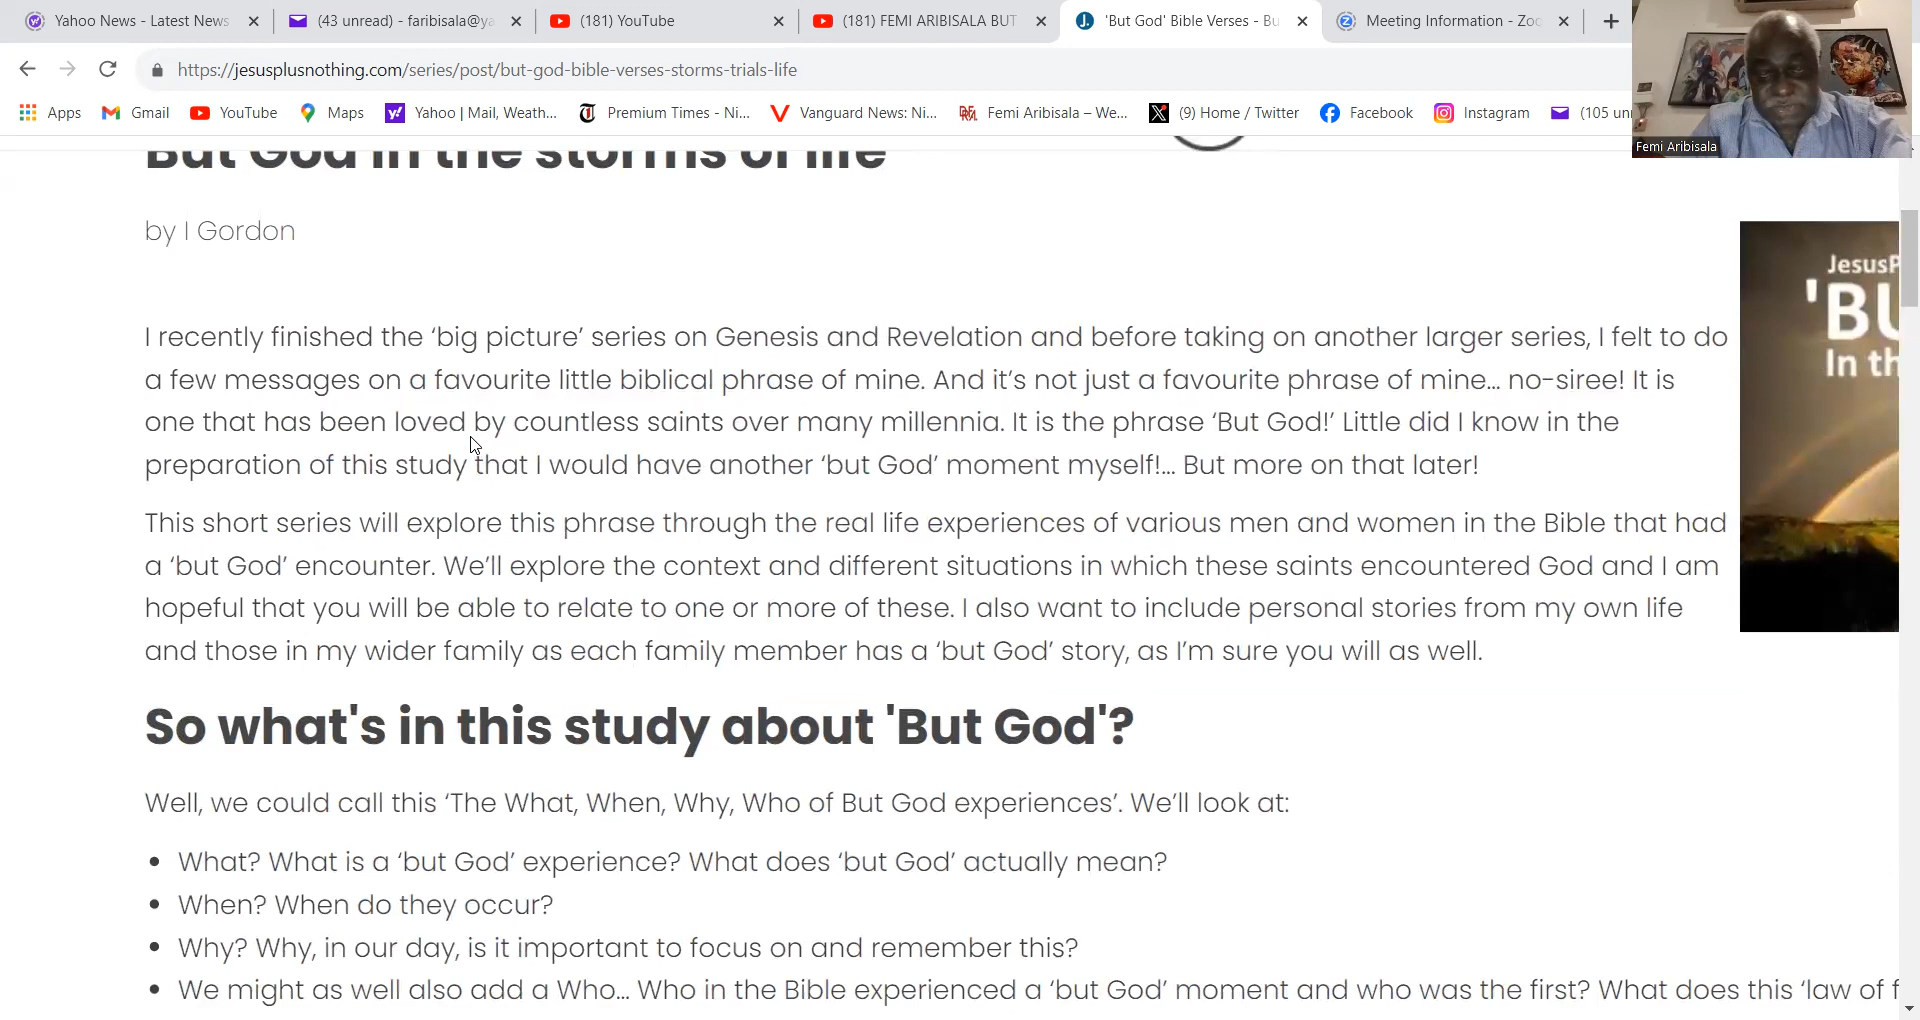 Yahoo News - Latest News
(43 unread) - faribisala@ya
(181) YouTube
(181) FEMI ARIBISALA BUT
'But God' Bible Verses - Bu
Meeting Information - Zoo
https://jesusplusnothing.com/series/post/but-god-bible-verses-storms-trials-life
Apps
Gmail
YouTube
Maps
Yahoo | Mail, Weath...
Premium Times - Ni...
Vanguard News: Ni...
Femi Aribisala – We...
(9) Home / Twitter
Facebook
Instagram
(105 unr
Femi Aribisala
But God in the storms of life
by I Gordon
JesusP
'BU
In th
I recently finished the ‘big picture’ series on Genesis and Revelation and before taking on another larger series, I felt to do
a few messages on a favourite little biblical phrase of mine. And it’s not just a favourite phrase of mine... no-siree! It is
one that has been loved by countless saints over many millennia. It is the phrase ‘But God!’ Little did I know in the
preparation of this study that I would have another ‘but God’ moment myself!... But more on that later!
This short series will explore this phrase through the real life experiences of various men and women in the Bible that had
a ‘but God’ encounter. We’ll explore the context and different situations in which these saints encountered God and I am
hopeful that you will be able to relate to one or more of these. I also want to include personal stories from my own life
and those in my wider family as each family member has a ‘but God’ story, as I’m sure you will as well.
So what's in this study about 'But God'?
Well, we could call this ‘The What, When, Why, Who of But God experiences’. We’ll look at:
• What? What is a ‘but God’ experience? What does ‘but God’ actually mean?
• When? When do they occur?
• Why? Why, in our day, is it important to focus on and remember this?
• We might as well also add a Who... Who in the Bible experienced a ‘but God’ moment and who was the first? What does this ‘law of f